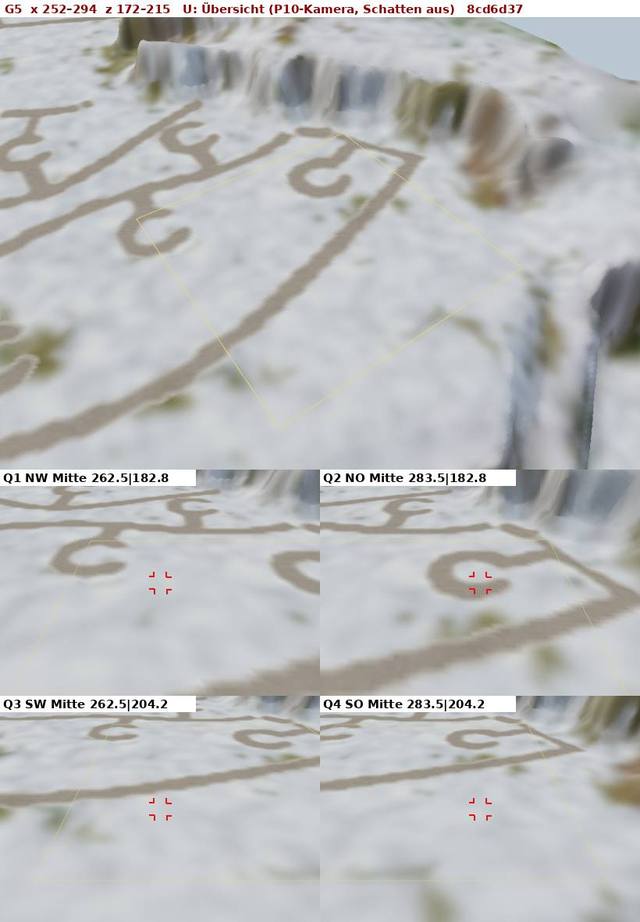 G5 x 252–294 z 172–215 U: Übersicht (P10-Kamera, Schatten aus) 8cd6d37
Q1 NW Mitte 262.5|182.8
Q2 NO Mitte 283.5|182.8
Q3 SW Mitte 262.5|204.2
Q4 SO Mitte 283.5|204.2